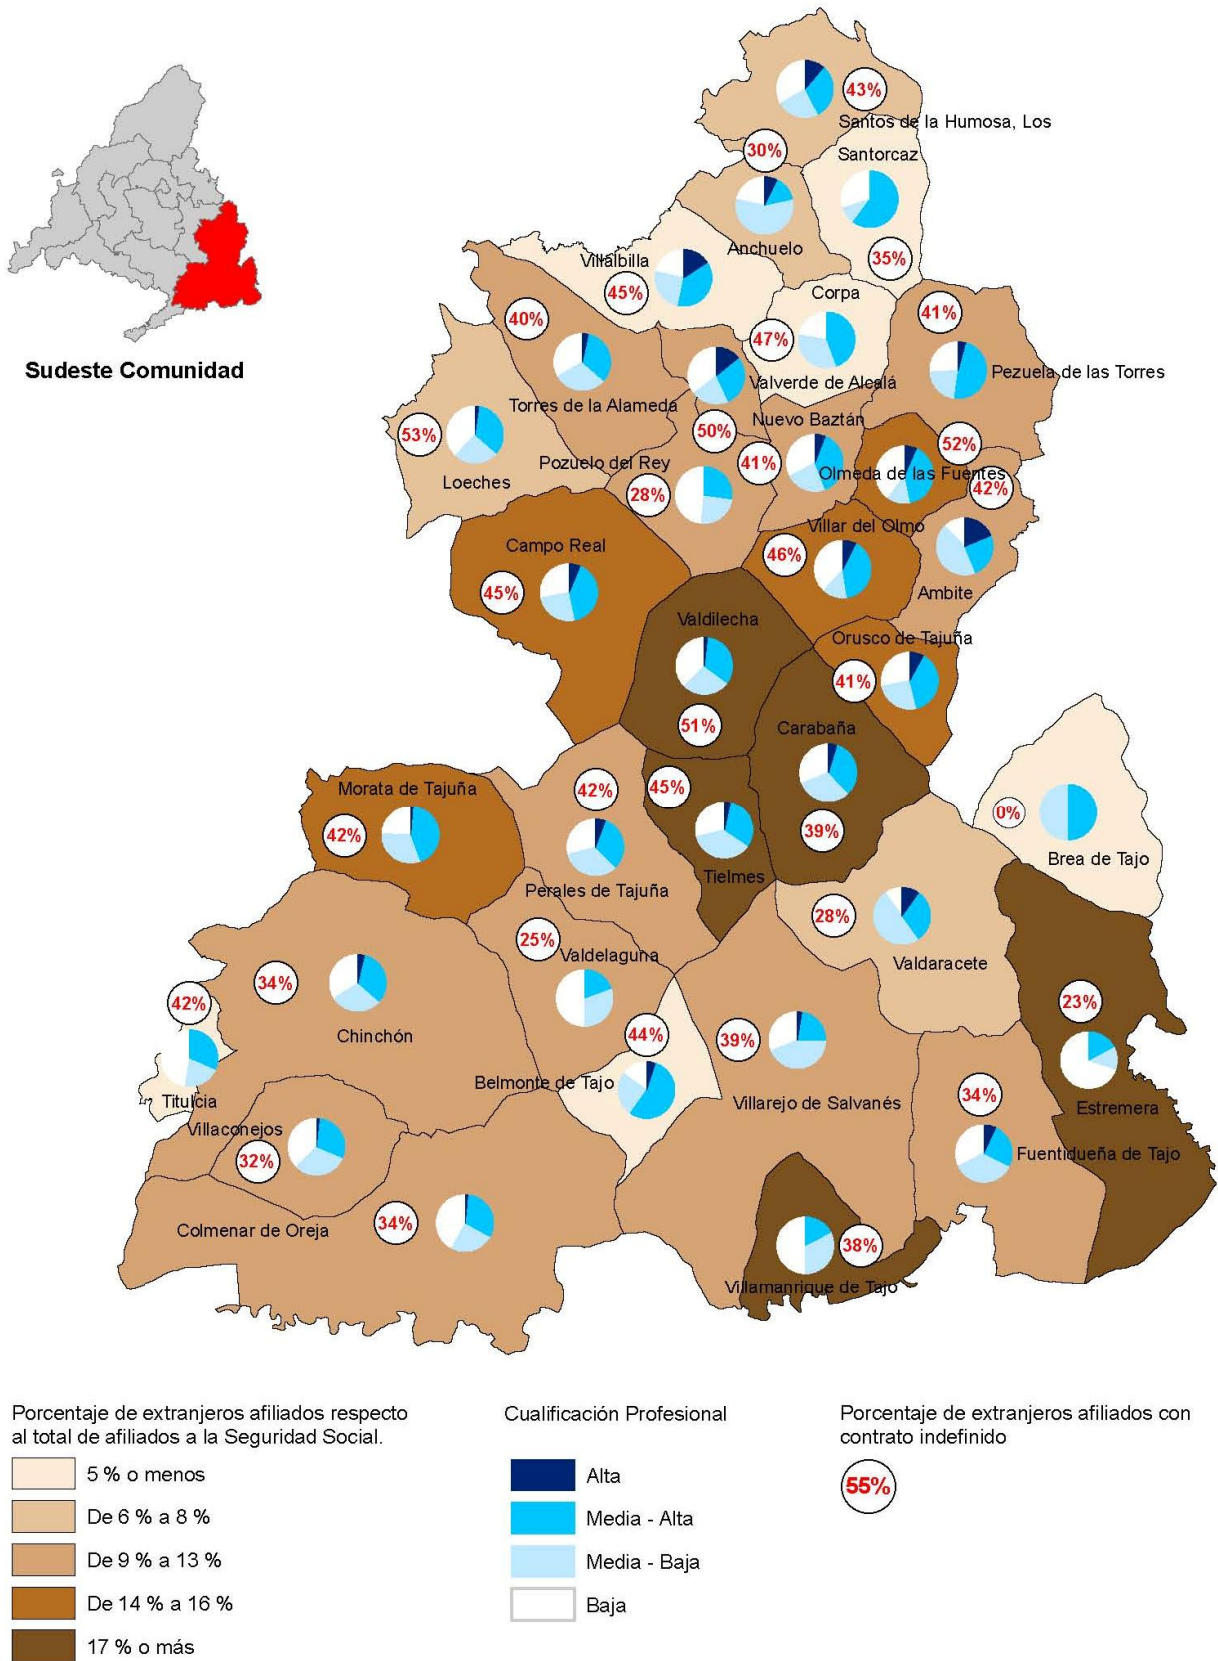 43%
Santos de la Humosa, Los
30%
Santorcaz
Anchuelo
35%
Villalbilla
45%
Corpa
41%
40%
47%
Pezuela de las Torres
Valverde de Alcalá
Torres de la Alameda
Nuevo Baztán
53%
50%
52%
Sudeste Comunidad
Pozuelo del Rey
41%
Olmeda de las Fuentes
Loeches
28%
42%
Villar del Olmo
Campo Real
46%
45%
Ambite
Valdilecha
Orusco de Tajuña
41%
51%
Carabaña
Morata de Tajuña
42%
45%
42%
39%
0%
Brea de Tajo
Tielmes
Perales de Tajuña
28%
25%
Valdelaguna
Valdaracete
34%
42%
23%
Chinchón
44%
39%
Belmonte de Tajo
Villarejo de Salvanés
34%
Titulcia
Estremera
Villaconejos
32%
Fuentidueña de Tajo
Colmenar de Oreja
34%
38%
Villamanrique de Tajo
Porcentaje de extranjeros afiliados respecto
al total de afiliados a la Seguridad Social.
5 % o menos
De 6 % a 8 %
De 9 % a 13 %
De 14 % a 16 %
17 % o más
Cualificación Profesional
Alta
Media - Alta
Media - Baja
Baja
Porcentaje de extranjeros afiliados con
contrato indefinido
55%